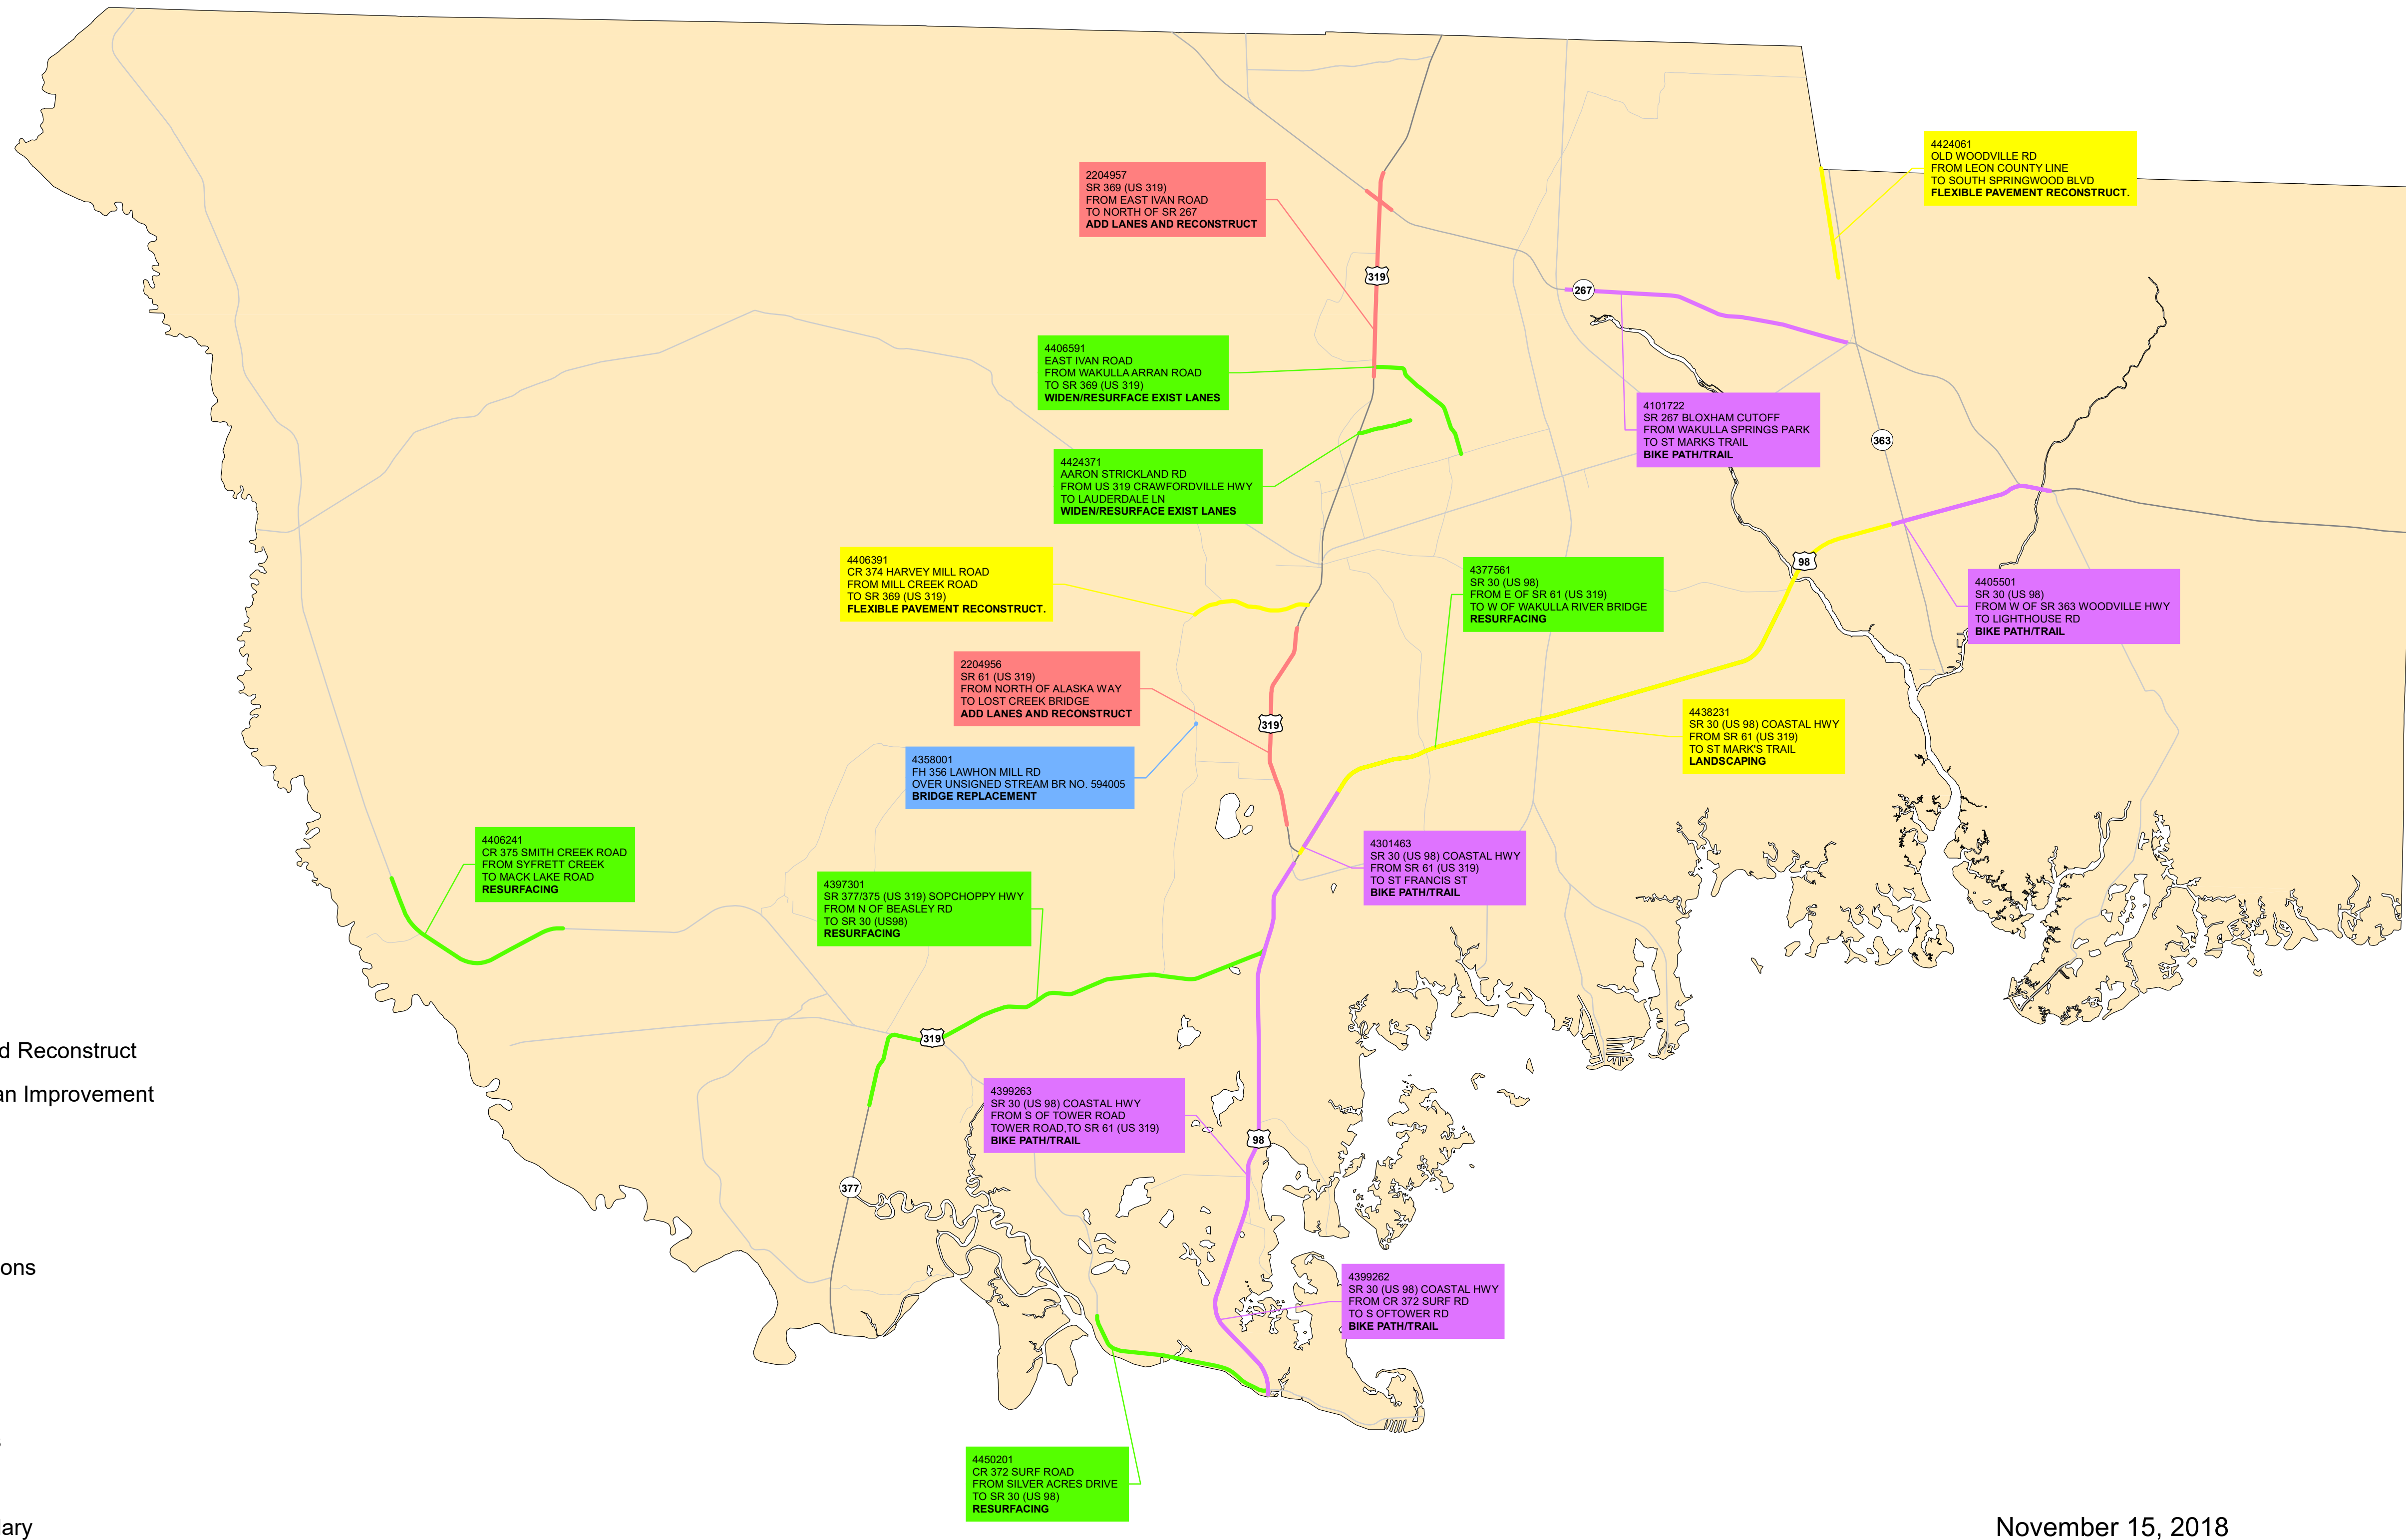 4424061
OLD WOODVILLE RD
FROM LEON COUNTY LINE
TO SOUTH SPRINGWOOD BLVD
FLEXIBLE PAVEMENT RECONSTRUCT.
2204957
SR 369 (US 319)
FROM EAST IVAN ROAD
TO NORTH OF SR 267
ADD LANES AND RECONSTRUCT
319
267
4406591
EAST IVAN ROAD
FROM WAKULLA ARRAN ROAD
TO SR 369 (US 319)
WIDEN/RESURFACE EXIST LANES
4101722
SR 267 BLOXHAM CUTOFF
FROM WAKULLA SPRINGS PARK
TO ST MARKS TRAIL
BIKE PATH/TRAIL
363
4424371
AARON STRICKLAND RD
FROM US 319 CRAWFORDVILLE HWY
TO LAUDERDALE LN
WIDEN/RESURFACE EXIST LANES
4406391
CR 374 HARVEY MILL ROAD
FROM MILL CREEK ROAD
TO SR 369 (US 319)
FLEXIBLE PAVEMENT RECONSTRUCT.
4377561
SR 30 (US 98)
FROM E OF SR 61 (US 319)
TO W OF WAKULLA RIVER BRIDGE
RESURFACING
98
4405501
SR 30 (US 98)
FROM W OF SR 363 WOODVILLE HWY
TO LIGHTHOUSE RD
BIKE PATH/TRAIL
2204956
SR 61 (US 319)
FROM NORTH OF ALASKA WAY
TO LOST CREEK BRIDGE
ADD LANES AND RECONSTRUCT
319
4438231
SR 30 (US 98) COASTAL HWY
FROM SR 61 (US 319)
TO ST MARK'S TRAIL
LANDSCAPING
4358001
FH 356 LAWHON MILL RD
OVER UNSIGNED STREAM BR NO. 594005
BRIDGE REPLACEMENT
4406241
CR 375 SMITH CREEK ROAD
FROM SYFRETT CREEK
TO MACK LAKE ROAD
RESURFACING
4301463
SR 30 (US 98) COASTAL HWY
FROM SR 61 (US 319)
TO ST FRANCIS ST
BIKE PATH/TRAIL
4397301
SR 377/375 (US 319) SOPCHOPPY HWY
FROM N OF BEASLEY RD
TO SR 30 (US98)
RESURFACING
319
d Reconstruct
an Improvement
4399263
SR 30 (US 98) COASTAL HWY
FROM S OF TOWER ROAD
TOWER ROAD,TO SR 61 (US 319)
BIKE PATH/TRAIL
98
377
ons
4399262
SR 30 (US 98) COASTAL HWY
FROM CR 372 SURF RD
TO S OFTOWER RD
BIKE PATH/TRAIL
4450201
CR 372 SURF ROAD
FROM SILVER ACRES DRIVE
TO SR 30 (US 98)
RESURFACING
lary
November 15, 2018